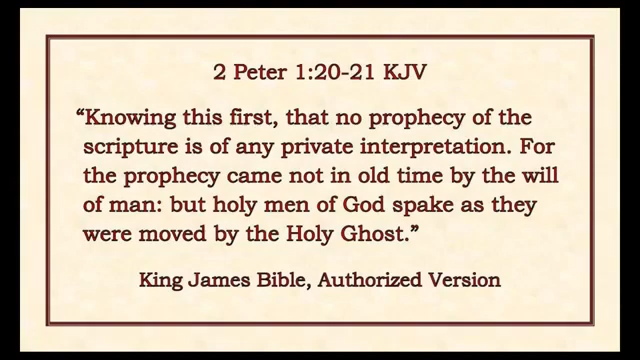 2 Peter 1:20-21 KJV
“Knowing this first, that no prophecy of the
scripture is of any private interpretation. For
the prophecy came not in old time by the will
of man: but holy men of God spake as they
were moved by the Holy Ghost.”
King James Bible, Authorized Version